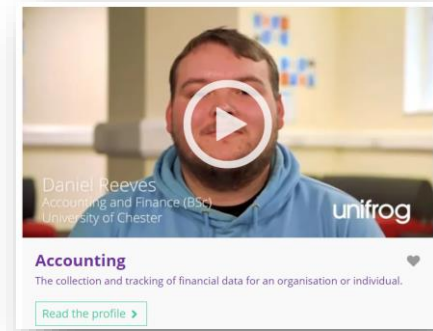 Daniel Reeves
Accounting and Finance (BSc)
University of Chester
unifrog
Accounting
The collection and tracking of financial data for an organisation or individual.
Read the profile >